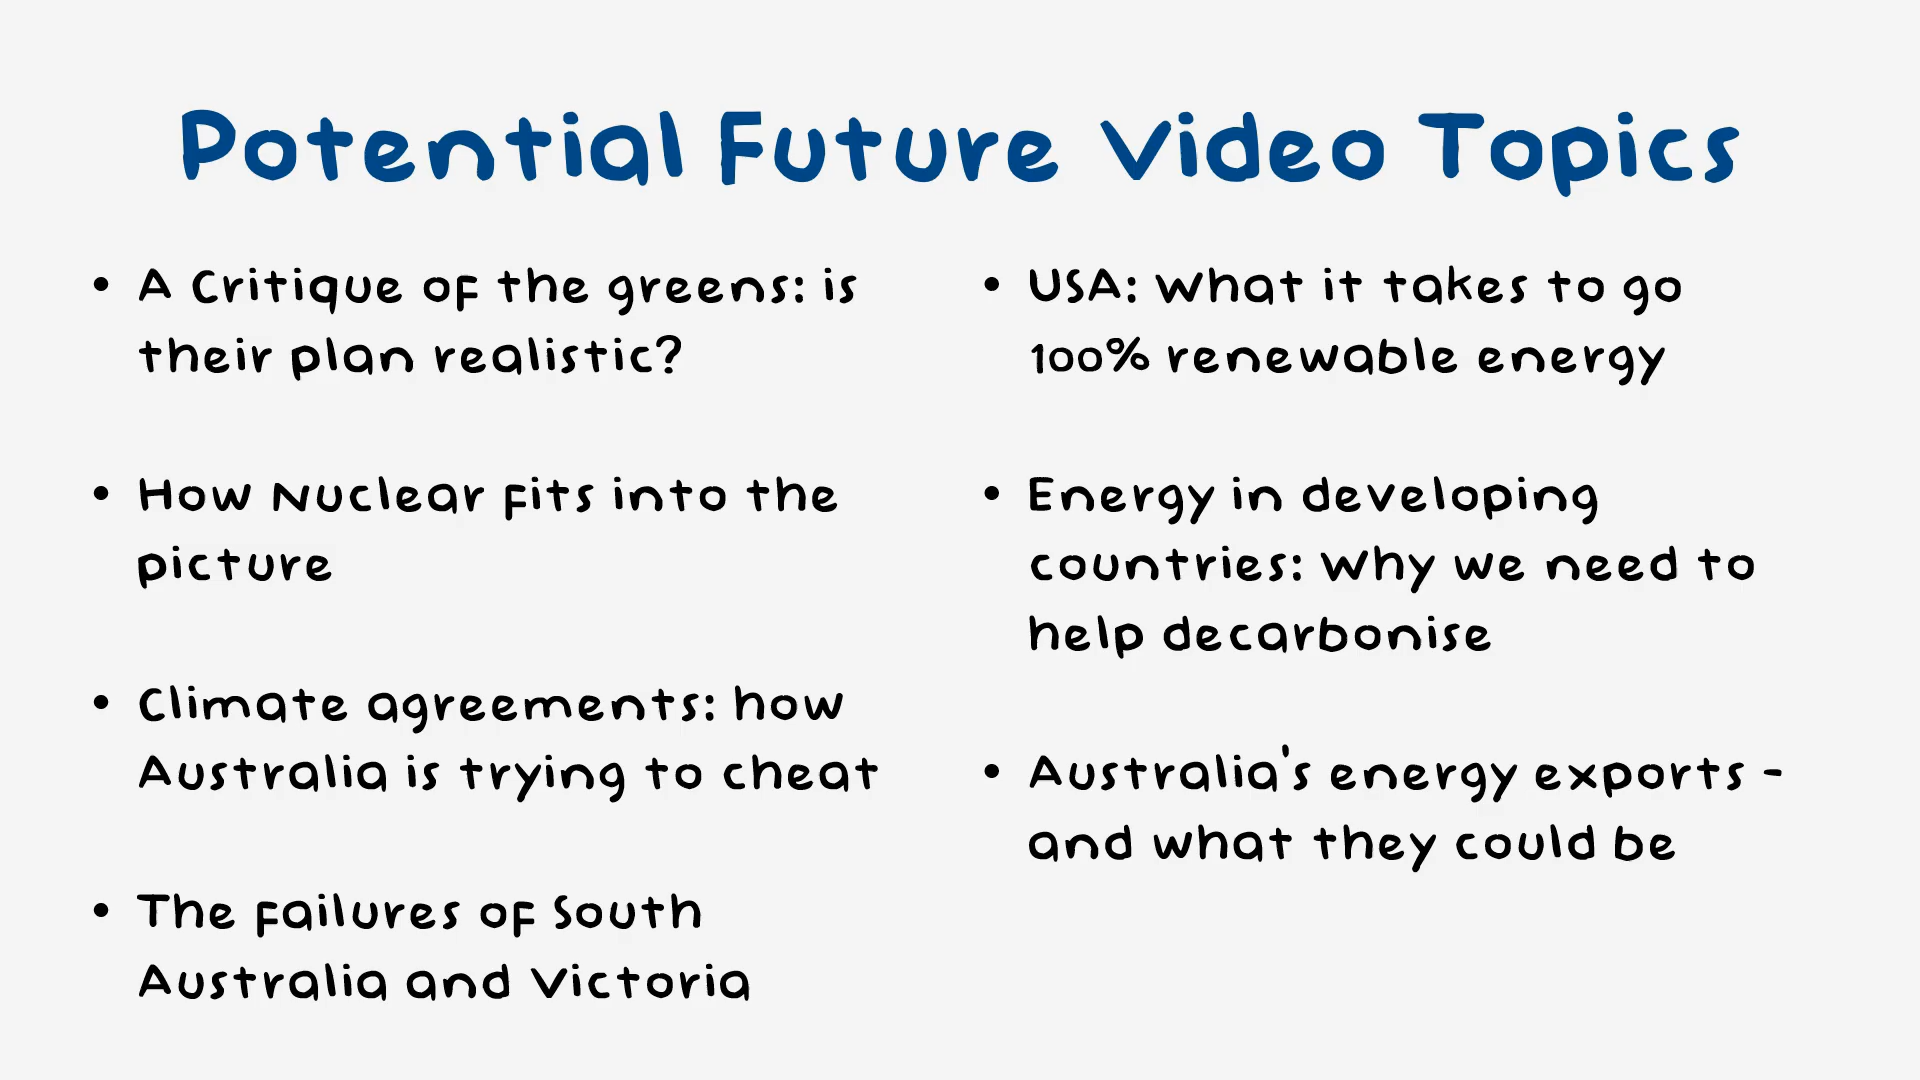 Potential Future Video Topics
• A Critique of the greens: is
their plan realistic?
• How Nuclear fits into the
picture
• Climate agreements: how
Australia is trying to cheat
• The failures of South
Australia and Victoria
• USA: What it takes to go
100% renewable energy
• Energy in developing
countries: Why we need to
help decarbonise
• Australia's energy exports -
and what they could be